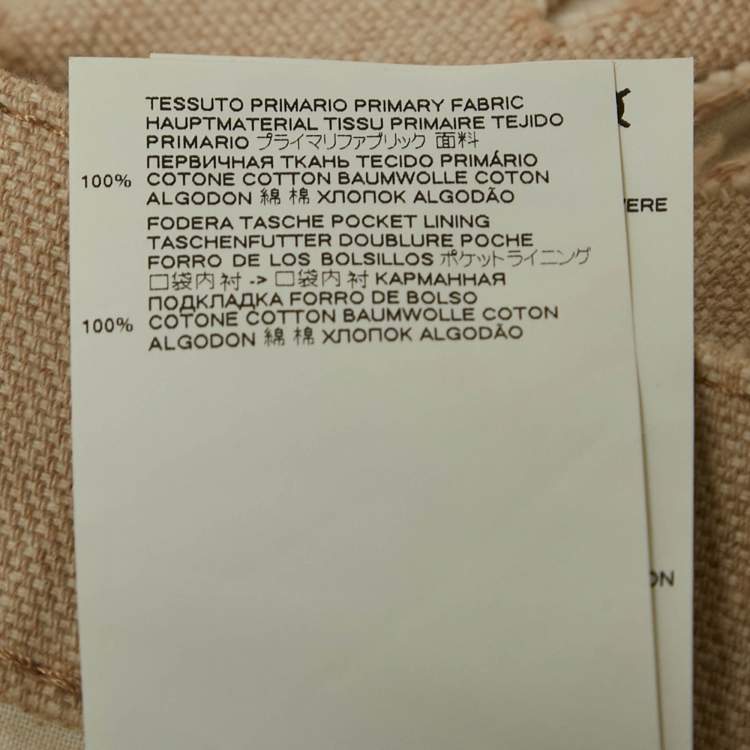 TESSUTO PRIMARIO PRIMARY FABRIC
HAUPTMATERIAL TISSU PRIMAIRE TEJIDO
PRIMARIO プライマリファブリック 面料
ПЕРВИЧНАЯ ТКАНЬ TECIDO PRIMÁRIO
100% COTONE COTTON BAUMWOLLE COTON
ALGODON 綿 棉 ХЛОПОК ALGODÃO
FODERA TASCHE POCKET LINING
TASCHENFUTTER DOUBLURE POCHE
FORRO DE LOS BOLSILLOS ポケットライニング
口袋内衬 -> 口袋内衬 КАРМАННАЯ
ПОДКЛАДКА FORRO DE BOLSO
100% COTONE COTTON BAUMWOLLE COTON
ALGODON 綿 棉 ХЛОПОК ALGODÃO